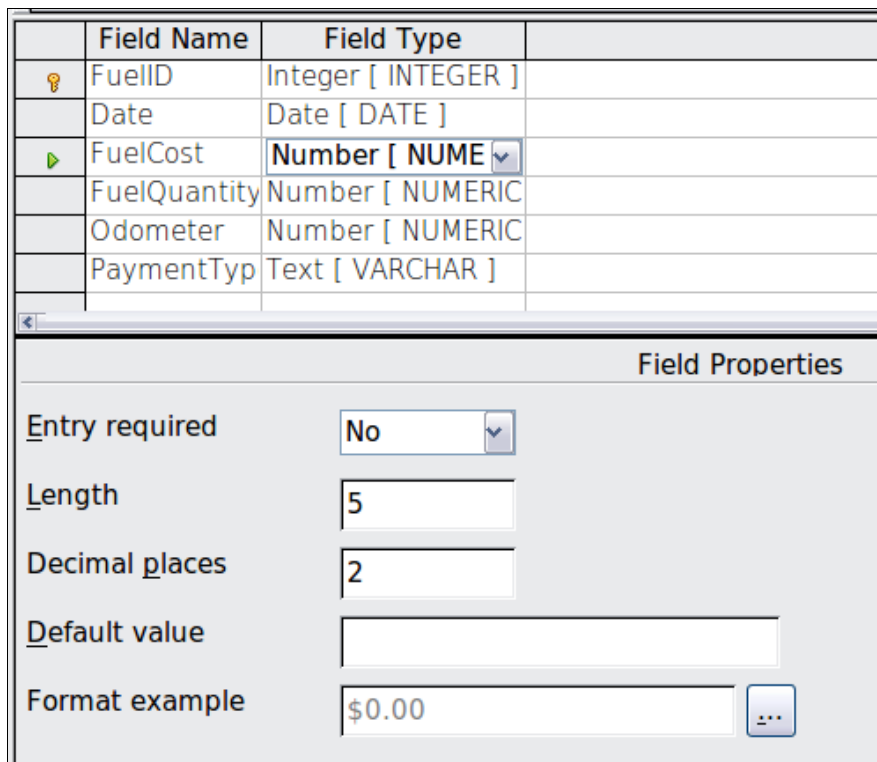 Field Name Field Type
FuelID Integer [ INTEGER ]
Date Date [ DATE ]
FuelCost Number [ NUME
FuelQuantity Number [ NUMERIC
Odometer Number [ NUMERIC
PaymentTyp Text [ VARCHAR ]
Field Properties
Entry required No
Length 5
Decimal places 2
Default value
Format example $0.00 ...